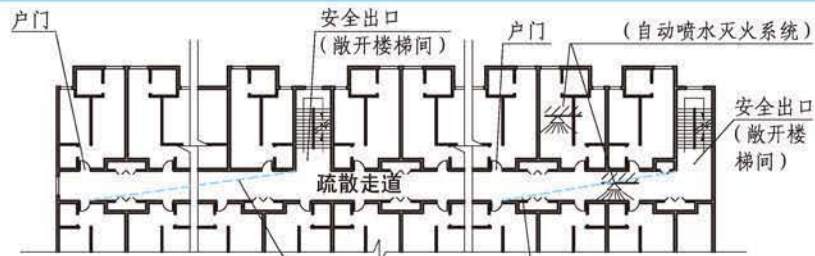 户门
安全出口
(敞开楼梯间)
户门
(自动喷水灭火系统)
安全出口
(敞开楼
梯间)
疏散走道